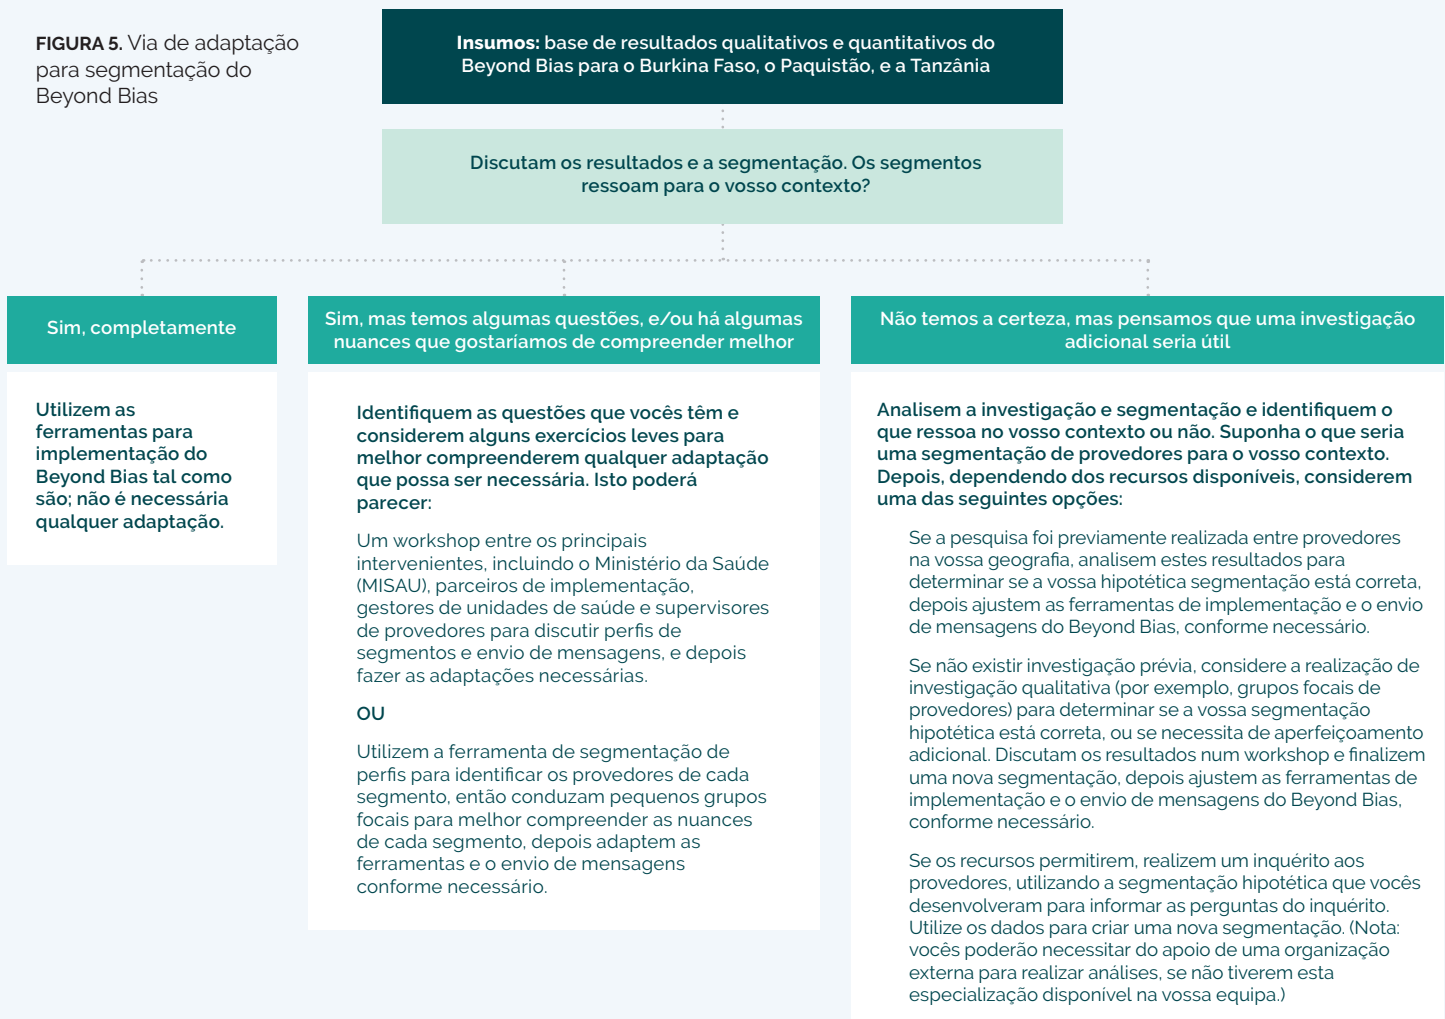 FIGURA 5. Via de adaptação
para segmentação do
Beyond Bias
Insumos: base de resultados qualitativos e quantitativos do
Beyond Bias para o Burkina Faso, o Paquistão, e a Tanzânia
Discutam os resultados e a segmentação. Os segmentos
ressoam para o vosso contexto?
Sim, completamente
Utilizem as
ferramentas para
implementação do
Beyond Bias tal como
são; não é necessária
qualquer adaptação.
Sim, mas temos algumas questões, e/ou há algumas
nuances que gostaríamos de compreender melhor
Identifiquem as questões que vocês têm e
considerem alguns exercícios leves para
melhor compreenderem qualquer adaptação
que possa ser necessária. Isto poderá
parecer:
Um workshop entre os principais
intervenientes, incluindo o Ministério da Saúde
(MISAU), parceiros de implementação,
gestores de unidades de saúde e supervisores
de provedores para discutir perfis de
segmentos e envio de mensagens, e depois
fazer as adaptações necessárias.
OU
Utilizem a ferramenta de segmentação de
perfis para identificar os provedores de cada
segmento, então conduzam pequenos grupos
focais para melhor compreender as nuances
de cada segmento, depois adaptem as
ferramentas e o envio de mensagens
conforme necessário.
Não temos a certeza, mas pensamos que uma investigação
adicional seria útil
Analisem a investigação e segmentação e identifiquem o
que ressoa no vosso contexto ou não. Suponha o que seria
uma segmentação de provedores para o vosso contexto.
Depois, dependendo dos recursos disponíveis, considerem
uma das seguintes opções:
Se a pesquisa foi previamente realizada entre provedores
na vossa geografia, analisem estes resultados para
determinar se a vossa hipotética segmentação está correta,
depois ajustem as ferramentas de implementação e o envio
de mensagens do Beyond Bias, conforme necessário.
Se não existir investigação prévia, considere a realização de
investigação qualitativa (por exemplo, grupos focais de
provedores) para determinar se a vossa segmentação
hipotética está correta, ou se necessita de aperfeiçoamento
adicional. Discutam os resultados num workshop e finalizem
uma nova segmentação, depois ajustem as ferramentas de
implementação e o envio de mensagens do Beyond Bias,
conforme necessário.
Se os recursos permitirem, realizem um inquérito aos
provedores, utilizando a segmentação hipotética que vocês
desenvolveram para informar as perguntas do inquérito.
Utilize os dados para criar uma nova segmentação. (Nota:
vocês poderão necessitar do apoio de uma organização
externa para realizar análises, se não tiverem esta
especialização disponível na vossa equipa.)